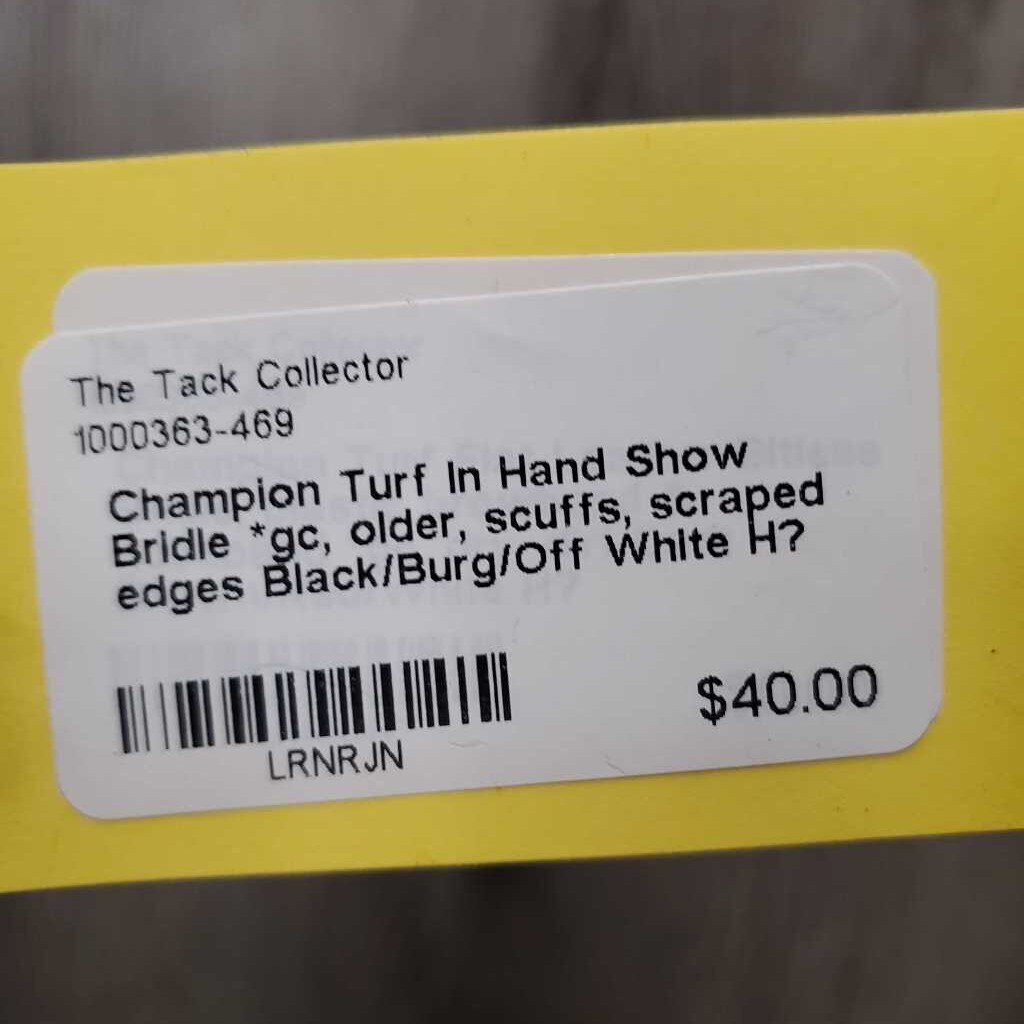 The Tack Collector
1000363-469
Champion Turf In Hand Show
Bridle *gc, older, scuffs, scraped
edges Black/Burg/Off White H?
LRNRJN
$40.00